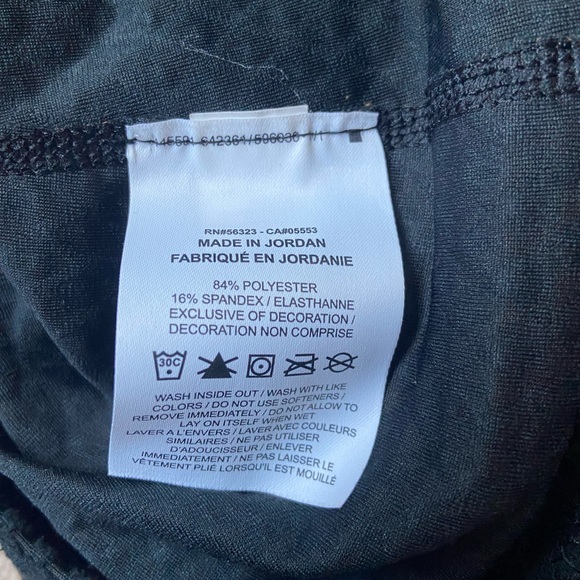 642361/596636
RN#56323 - CA#05553
MADE IN JORDAN
FABRIQUÉ EN JORDANIE
84% POLYESTER
16% SPANDEX / ELASTHANNE
EXCLUSIVE OF DECORATION /
DECORATION NON COMPRISE
30C
WASH INSIDE OUT / WASH WITH LIKE
COLORS / DO NOT USE SOFTENERS /
REMOVE IMMEDIATELY / DO NOT ALLOW TO
LAY ON ITSELF WHEN WET
LAVER A L'ENVERS / LAVER AVEC COULEURS
SIMILAIRES / NE PAS UTILISER
D'ADOUCISSEUR / ENLEVER
IMMEDIATEMENT / NE PAS LAISSER LE
VÊTEMENT PLIÉ LORSQU'IL EST MOUILLÉ